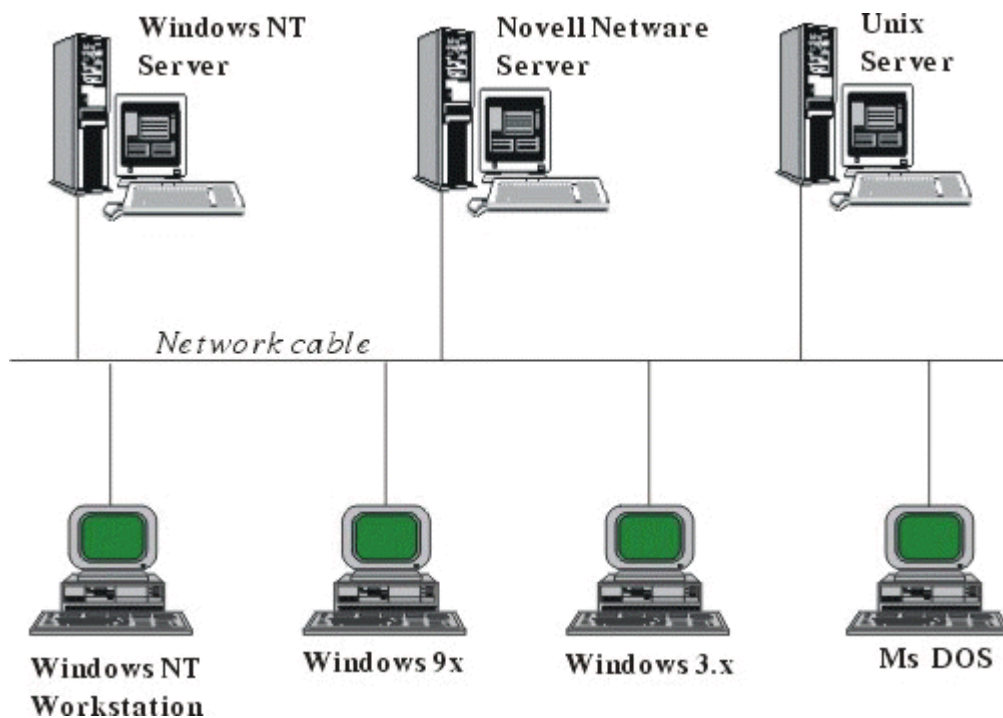 Windows NT
Server
Novell Netware
Server
Unix
Server
Network cable
Windows NT
Workstation
Windows 9x
Windows 3.x
Ms DOS